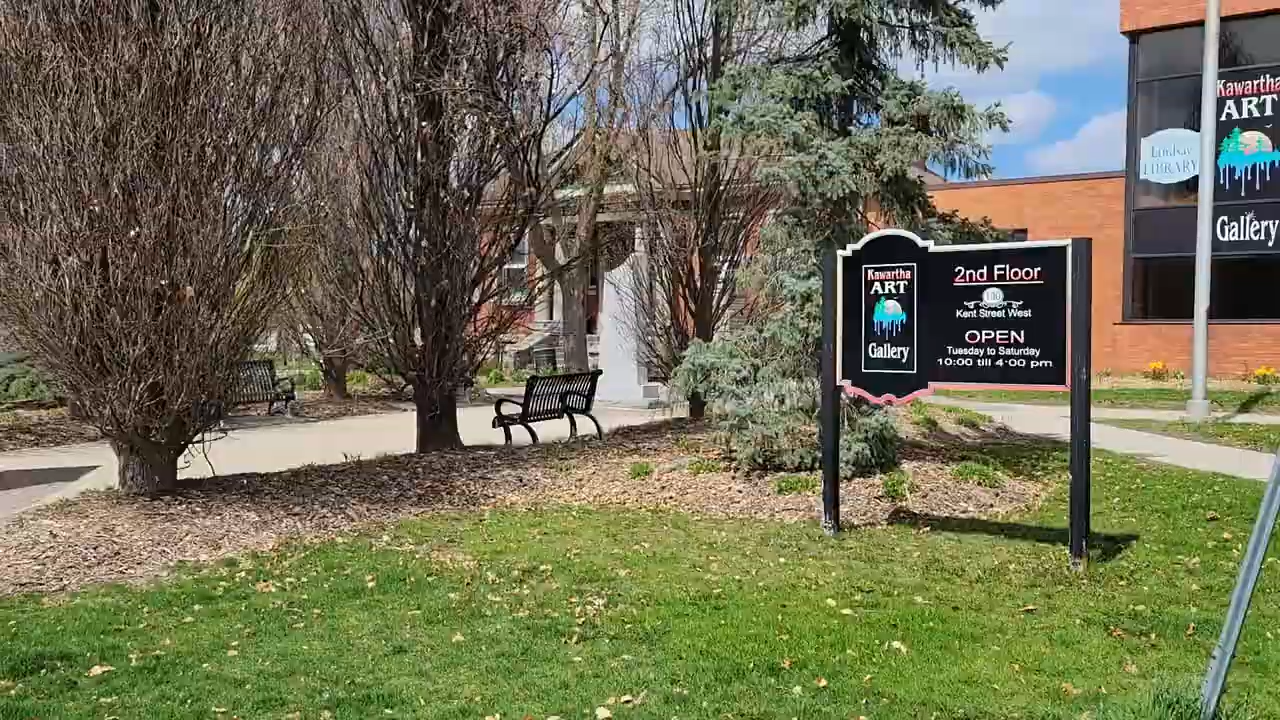 Kawartha
ART
Gallery
2nd Floor
190
Kent Street West
OPEN
Tuesday to Saturday
10:00 till 4:00 pm
Lindsay
LIBRARY
Kawartha
ART
Gallery